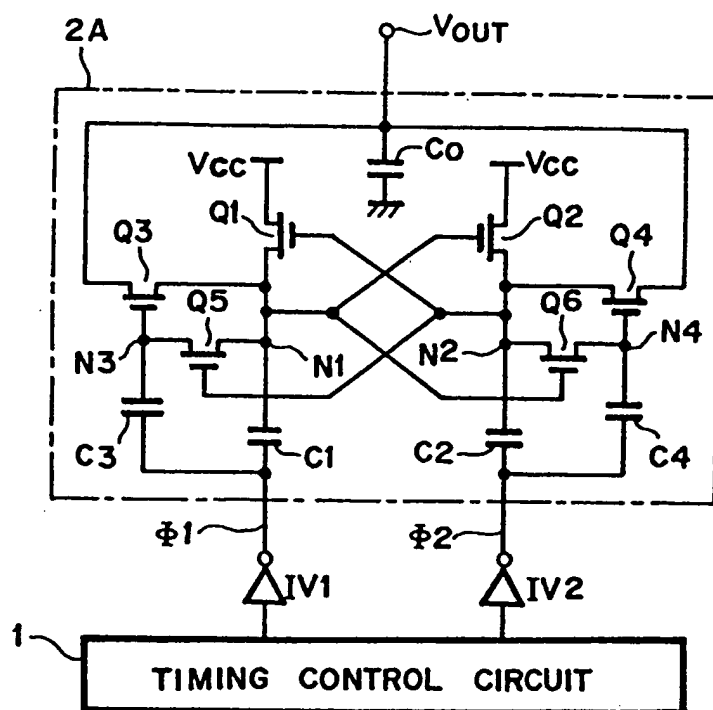 2A
VOUT
Co
VCC
VCC
Q1
Q2
Q3
Q4
Q5
Q6
N3
N1
N2
N4
C3
C1
C2
C4
Φ1
Φ2
IV1
IV2
1
TIMING CONTROL CIRCUIT